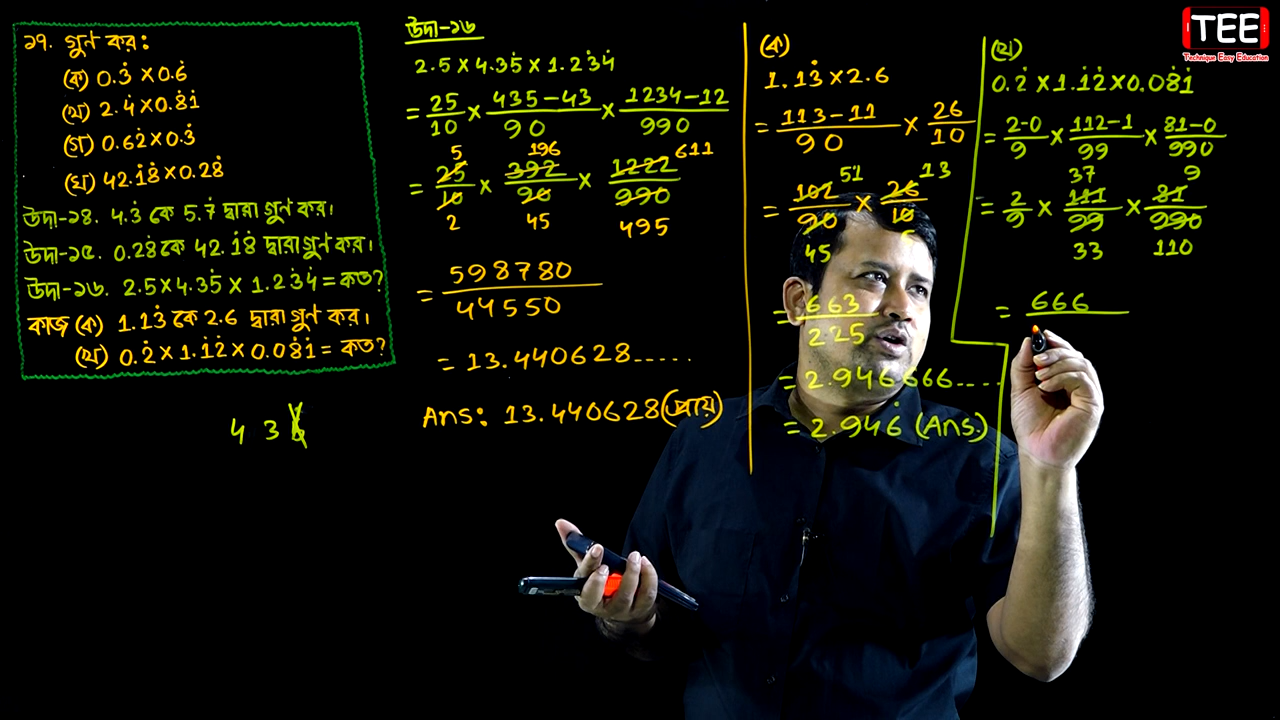 ১৭. গুণ কর:
(ক) 0.3̇ × 0.6̇
(খ) 2.4̇ × 0.8̇1̇
(গ) 0.62̇ × 0.3̇
(ঘ) 42.1̇8̇ × 0.28̇
উদা-১৪. 4.3̇ কে 5.7̇ দ্বারা গুণ কর।
উদা-১৫. 0.28̇ কে 42.1̇8̇ দ্বারা গুণ কর।
উদা-১৬. 2.5 × 4.35̇ × 1.23̇4̇ = কত?
কাজ (ক) 1.13̇ কে 2.6 দ্বারা গুণ কর।
(খ) 0.2̇ × 1.1̇2̇ × 0.08̇1̇ = কত?
4 3
উদা-১৬
2.5 × 4.35̇ × 1.23̇4̇
= 25/10 × 435-43/90 × 1234-12/990
5 196 611
= 25/10 × 392/90 × 1222/990
2 45 495
= 598780/44550
= 13.440628.....
Ans: 13.440628 (প্রায়)
(ক)
1.13̇ × 2.6
= 113-11/90 × 26/10
51 13
= 102/90 × 26/10
45
= 663/225
= 2.946666....
= 2.946̇ (Ans.)
(খ)
0.2̇ × 1.1̇2̇ × 0.08̇1̇
= 2-0/9 × 112-1/99 × 81-0/990
37 9
= 2/9 × 111/99 × 81/990
33 110
= 666
TEE
Technique Easy Education